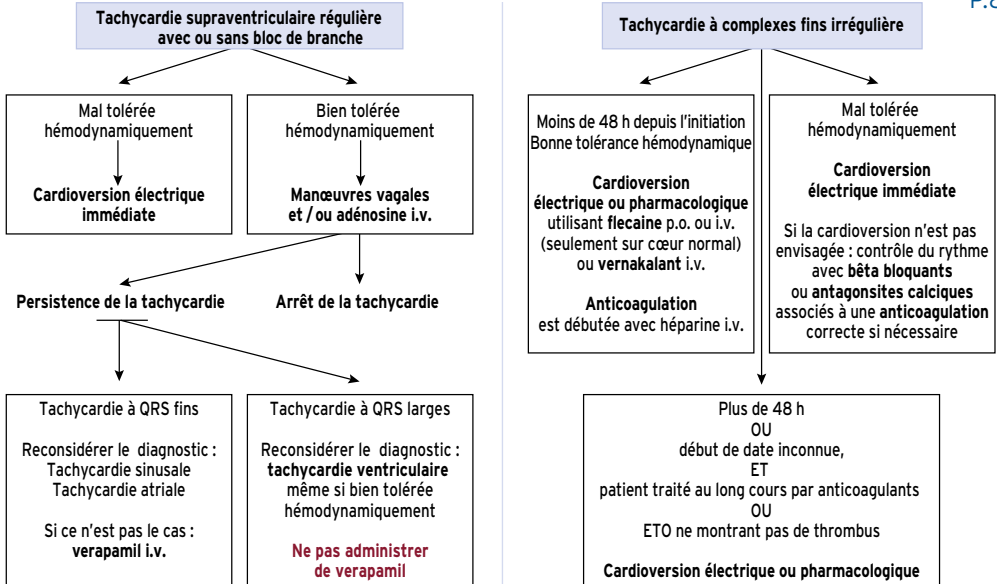 P.8
Tachycardie supraventriculaire régulière
avec ou sans bloc de branche
Mal tolérée
hémodynamiquement
Cardioversion électrique
immédiate
Bien tolérée
hémodynamiquement
Manœuvres vagales
et / ou adénosine i.v.
Persistence de la tachycardie
Arrêt de la tachycardie
Tachycardie à QRS fins
Reconsidérer le diagnostic :
Tachycardie sinusale
Tachycardie atriale
Si ce n'est pas le cas :
verapamil i.v.
Tachycardie à QRS larges
Reconsidérer le diagnostic :
tachycardie ventriculaire
même si bien tolérée
hémodynamiquement
Ne pas administrer
de verapamil
Tachycardie à complexes fins irrégulière
Moins de 48 h depuis l'initiation
Bonne tolérance hémodynamique
Cardioversion
électrique ou pharmacologique
utilisant flecaine p.o. ou i.v.
(seulement sur cœur normal)
ou vernakalant i.v.
Anticoagulation
est débutée avec héparine i.v.
Mal tolérée
hémodynamiquement
Cardioversion
électrique immédiate
Si la cardioversion n'est pas
envisagée : contrôle du rythme
avec bêta bloquants
ou antagonsites calciques
associés à une anticoagulation
correcte si nécessaire
Plus de 48 h
OU
début de date inconnue,
ET
patient traité au long cours par anticoagulants
OU
ETO ne montrant pas de thrombus
Cardioversion électrique ou pharmacologique